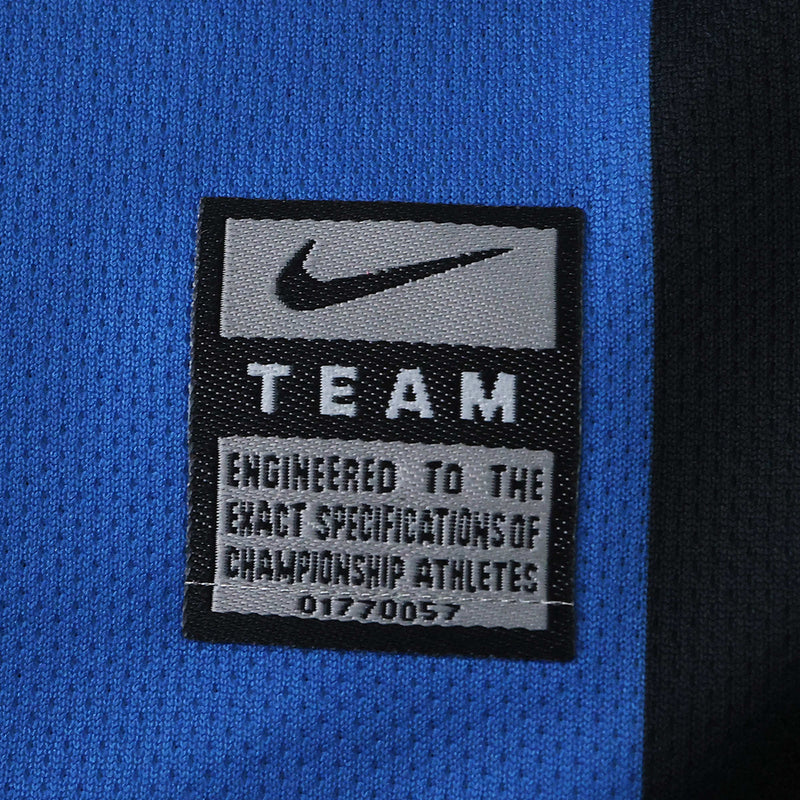 TEAM
ENGINEERED TO THE
EXACT SPECIFICATIONS OF
CHAMPIONSHIP ATHLETES
01770057